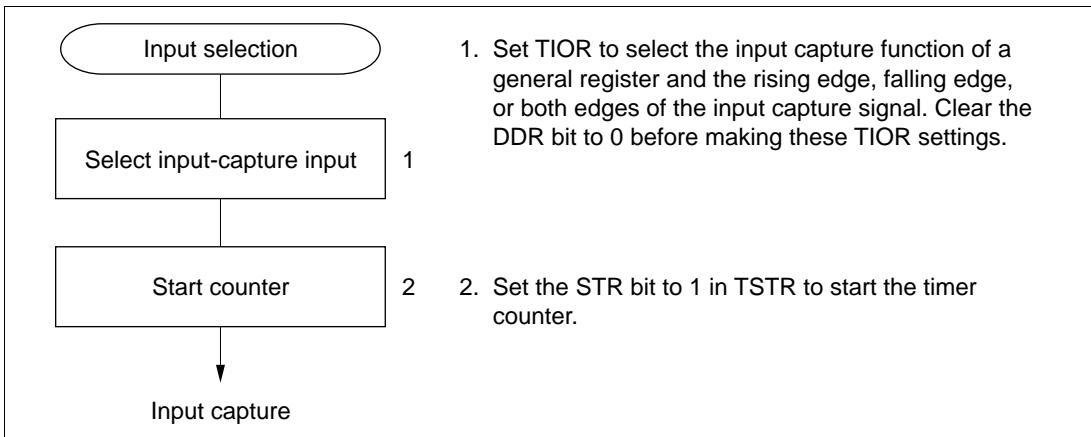 Input selection
1. Set TIOR to select the input capture function of a
general register and the rising edge, falling edge,
or both edges of the input capture signal. Clear the
DDR bit to 0 before making these TIOR settings.
Select input-capture input 1
Start counter 2
2. Set the STR bit to 1 in TSTR to start the timer
counter.
Input capture